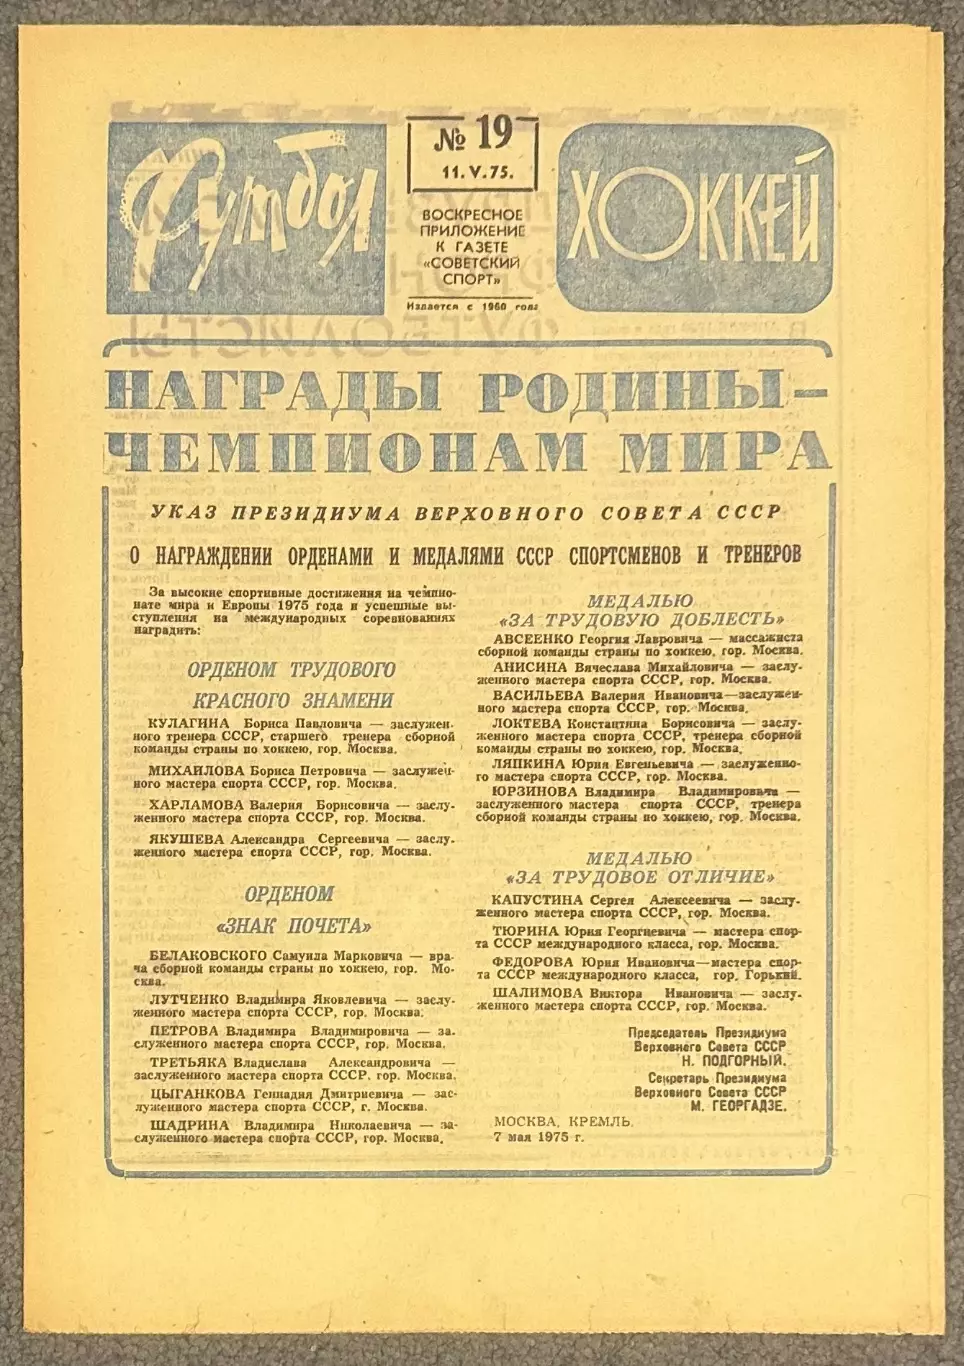 Футбол
№ 19
11. V. 75.
ВОСКРЕСНОЕ
ПРИЛОЖЕНИЕ
К ГАЗЕТЕ
«СОВЕТСКИЙ
СПОРТ»
Издается с 1960 года
ХОККЕЙ
НАГРАДЫ РОДИНЫ—
ЧЕМПИОНАМ МИРА
УКАЗ ПРЕЗИДИУМА ВЕРХОВНОГО СОВЕТА СССР
О НАГРАЖДЕНИИ ОРДЕНАМИ И МЕДАЛЯМИ СССР СПОРТСМЕНОВ И ТРЕНЕРОВ
За высокие спортивные достижения на чемпио-
нате мира и Европы 1975 года и успешные вы-
ступления на международных соревнованиях
наградить:
ОРДЕНОМ ТРУДОВОГО
КРАСНОГО ЗНАМЕНИ
КУЛАГИНА Бориса Павловича — заслужен-
ного тренера СССР, старшего тренера сборной
команды страны по хоккею, гор. Москва.
МИХАЙЛОВА Бориса Петровича — заслужен-
ного мастера спорта СССР, гор. Москва.
ХАРЛАМОВА Валерия Борисовича — заслу-
женного мастера спорта СССР, гор. Москва.
ЯКУШЕВА Александра Сергеевича — заслу-
женного мастера спорта СССР, гор. Москва.
ОРДЕНОМ
«ЗНАК ПОЧЕТА»
БЕЛАКОВСКОГО Самуила Марковича — вра-
ча сборной команды страны по хоккею, гор. Мо-
сква.
ЛУТЧЕНКО Владимира Яковлевича — заслу-
женного мастера спорта СССР, гор. Москва.
ПЕТРОВА Владимира Владимировича — за-
служенного мастера спорта СССР, гор. Москва.
ТРЕТЬЯКА Владислава Александровича —
заслуженного мастера спорта СССР. гор. Москва.
ЦЫГАНКОВА Геннадия Дмитриевича — зас-
луженного мастера спорта СССР, г. Москва.
ШАДРИНА Владимира Николаевича — за-
служенного мастера спорта СССР, гор. Москва.
МЕДАЛЬЮ
«ЗА ТРУДОВУЮ ДОБЛЕСТЬ»
АВСЕЕНКО Георгия Лавровича — массажиста
сборной команды страны по хоккею, гор. Москва.
АНИСИНА Вячеслава Михайловича — заслу-
женного мастера спорта СССР, гор. Москва.
ВАСИЛЬЕВА Валерия Ивановича—заслужен-
ного мастера спорта СССР, гор. Москва.
ЛОКТЕВА Константина Борисовича — заслу-
женного мастера спорта СССР, тренера сборной
команды страны по хоккею, гор. Москва.
ЛЯПКИНА Юрия Евгеньевича — заслуженно-
го мастера спорта СССР, гор. Москва.
ЮРЗИНОВА Владимира Владимировича —
заслуженного мастера спорта СССР, тренера
сборной команды страны по хоккею, гор. Москва.
МЕДАЛЬЮ
«ЗА ТРУДОВОЕ ОТЛИЧИЕ»
КАПУСТИНА Сергея Алексеевича — заслу-
женного мастера спорта СССР, гор. Москва.
ТЮРИНА Юрия Георгиевича — мастера спор-
та СССР международного класса, гор. Москва.
ФЕДОРОВА Юрия Ивановича—мастера спор-
та СССР международного класса, гор. Горький.
ШАЛИМОВА Виктора Ивановича — заслу-
женного мастера спорта СССР, гор. Москва.
Председатель Президиума
Верховного Совета СССР
Н. ПОДГОРНЫЙ.
Секретарь Президиума
Верховного Совета СССР
М. ГЕОРГАДЗЕ.
МОСКВА, КРЕМЛЬ.
7 мая 1975 г.